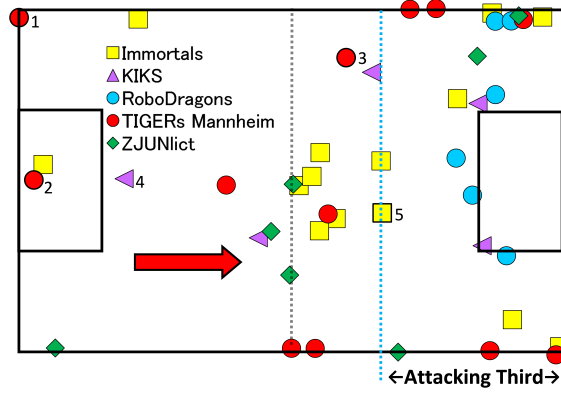 1
3
Immortals
KIKS
RoboDragons
TIGERs Mannheim
ZJUNlict
2
4
5
←Attacking Third→